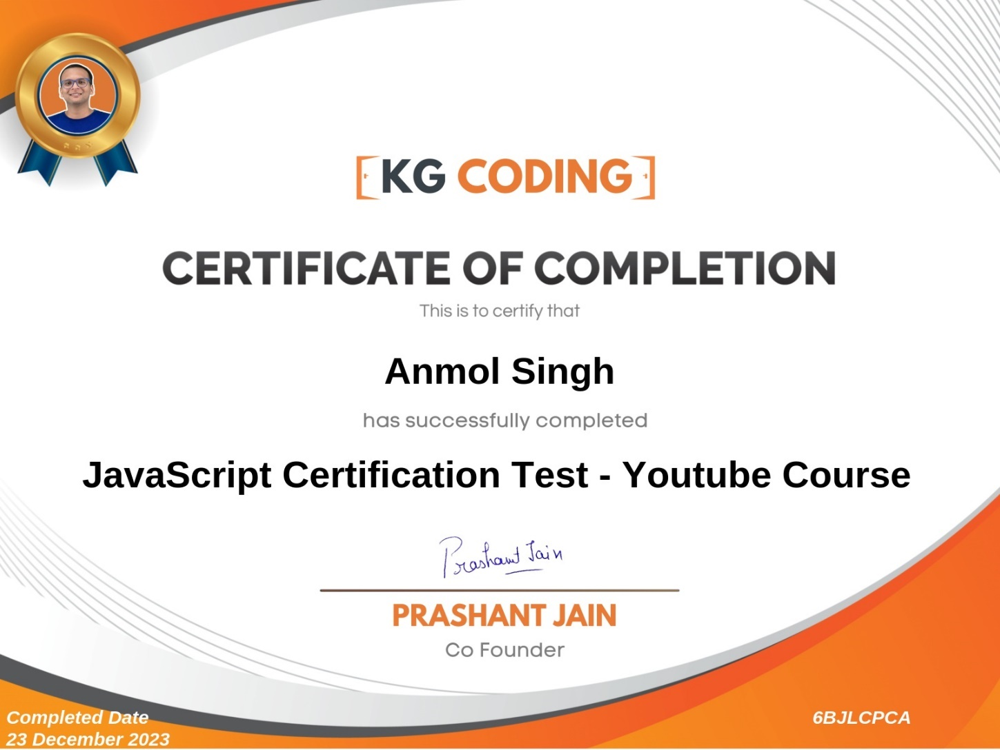 KG CODING
CERTIFICATE OF COMPLETION
This is to certify that
Anmol Singh
has successfully completed
JavaScript Certification Test - Youtube Course
Prashant Jain
PRASHANT JAIN
Co Founder
Completed Date
23 December 2023
6BJLCPCA